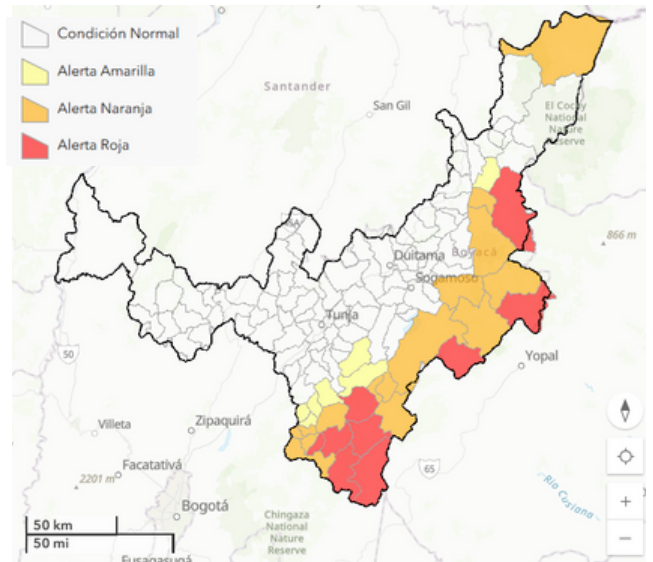 Condición Normal
Alerta Amarilla
Alerta Naranja
Alerta Roja
Santander
San Gil
El Cocuy
National
Nature
Reserve
866 m
Boyacá
Duitama
Sogamoso
Tunja
Yopal
50
Villeta
Zipaquirá
65
Facatativá
2201 m
Bogotá
Río Cusiana
Chingaza
National
Nature
Reserve
50 km
50 mi
Fusagasugá
+
−